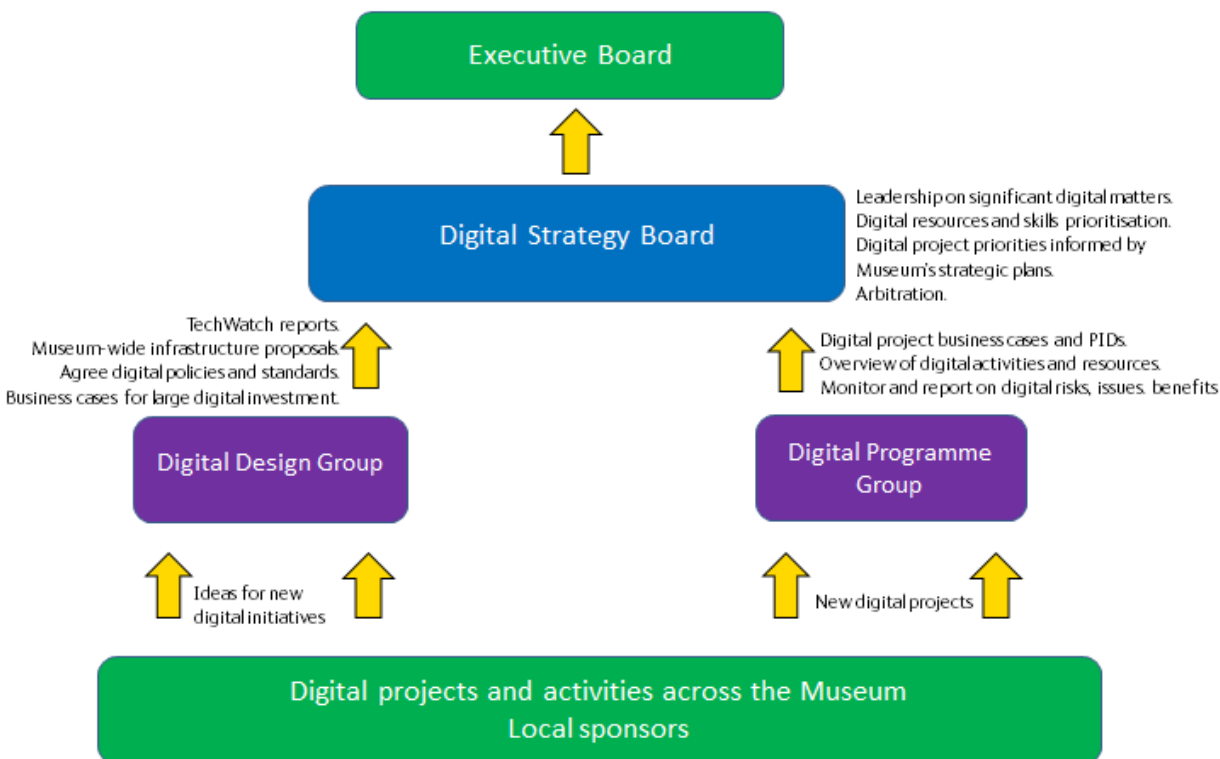 Executive Board
Digital Strategy Board
Leadership on significant digital matters.
Digital resources and skills prioritisation.
Digital project priorities informed by
Museum's strategic plans.
Arbitration.
TechWatch reports.
Museum-wide infrastructure proposals.
Agree digital policies and standards.
Business cases for large digital investment.
Digital project business cases and PIDs.
Overview of digital activities and resources.
Monitor and report on digital risks, issues. benefits
Digital Design Group
Digital Programme
Group
Ideas for new
digital initiatives
New digital projects
Digital projects and activities across the Museum
Local sponsors